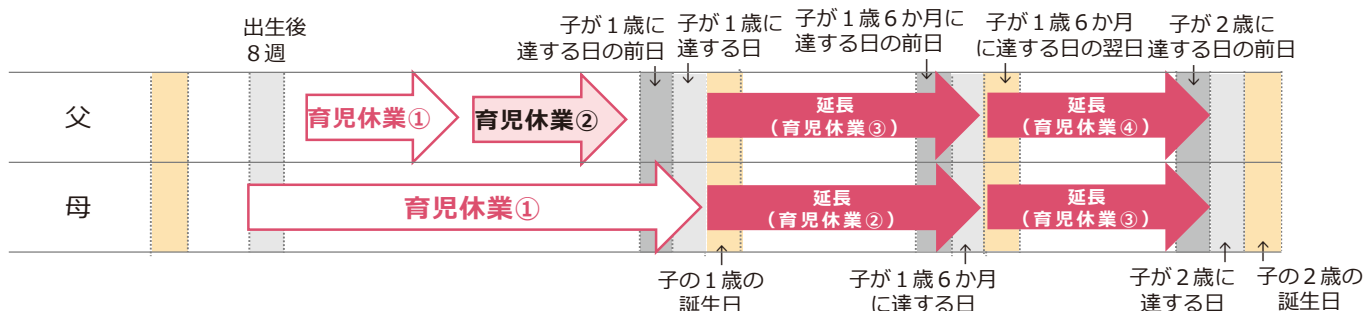 出生後
８週
子が１歳に
達する日の前日
子が１歳に
達する日
子が１歳６か月に
達する日の前日
子が１歳６か月
に達する日の翌日
子が２歳に
達する日の前日
父
育児休業①
育児休業②
延長
（育児休業③）
延長
（育児休業④）
母
育児休業①
延長
（育児休業②）
延長
（育児休業③）
子の１歳の
誕生日
子が１歳６か月
に達する日
子が２歳に
達する日
子の２歳の
誕生日